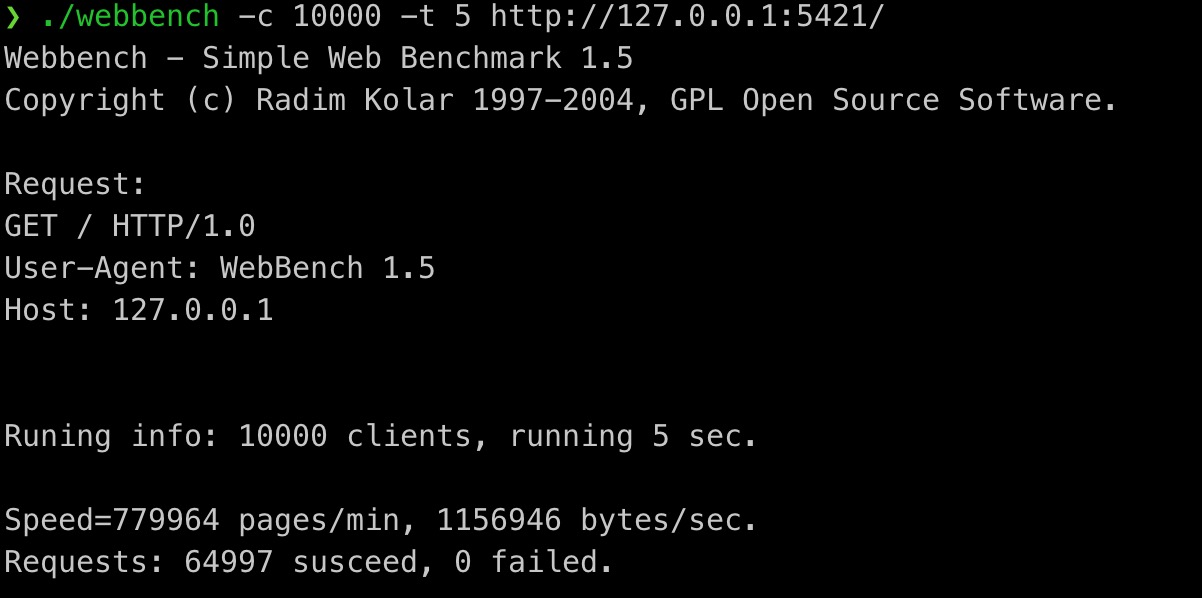 ❯ ./webbench -c 10000 -t 5 http://127.0.0.1:5421/
Webbench - Simple Web Benchmark 1.5
Copyright (c) Radim Kolar 1997-2004, GPL Open Source Software.
Request:
GET / HTTP/1.0
User-Agent: WebBench 1.5
Host: 127.0.0.1
Runing info: 10000 clients, running 5 sec.
Speed=779964 pages/min, 1156946 bytes/sec.
Requests: 64997 susceed, 0 failed.